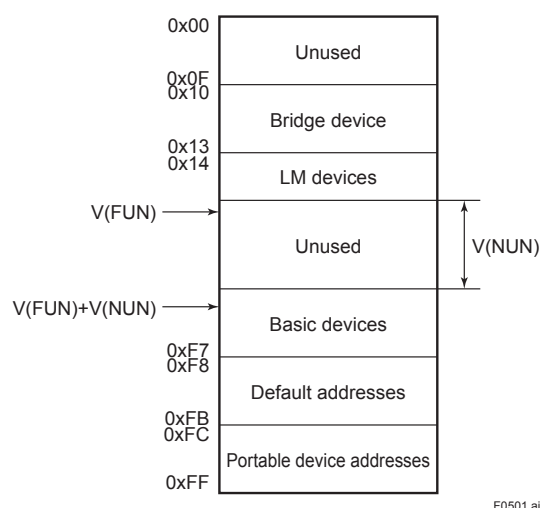 0x00
Unused
0x0F
0x10
Bridge device
0x13
0x14
LM devices
V(FUN)
Unused
V(NUN)
V(FUN)+V(NUN)
Basic devices
0xF7
0xF8
Default addresses
0xFB
0xFC
Portable device addresses
0xFF
F0501.ai